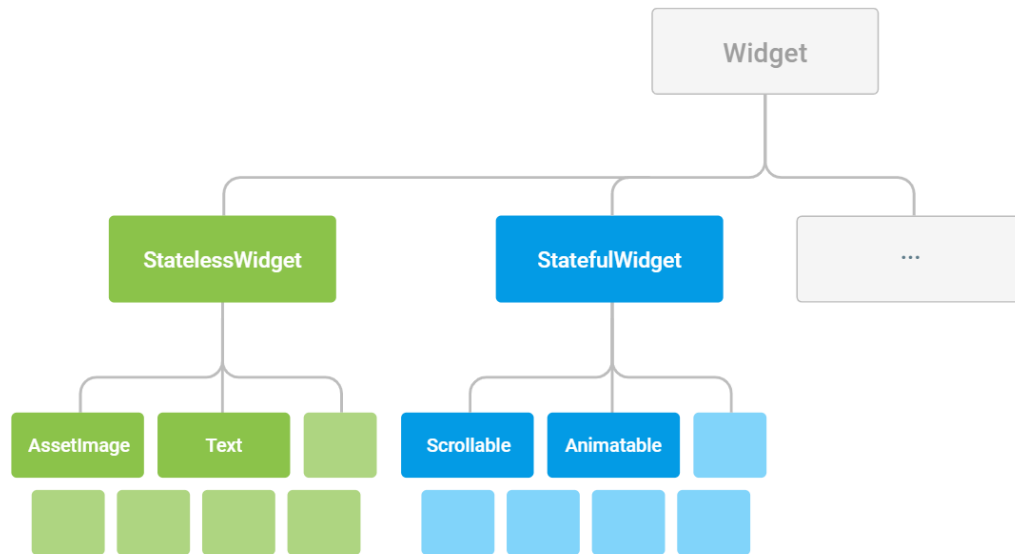 Widget
StatelessWidget
StatefulWidget
...
AssetImage
Text
Scrollable
Animatable